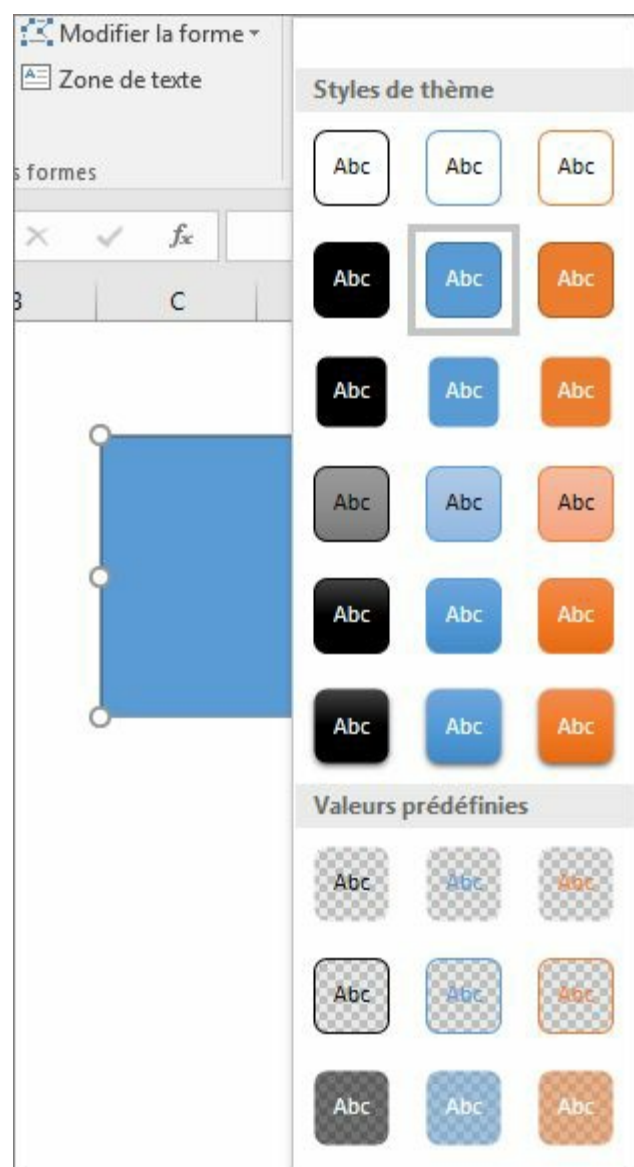 Modifier la forme
Zone de texte
s formes
fx
C
Styles de thème
Abc Abc Abc
Abc Abc Abc
Abc Abc Abc
Abc Abc Abc
Abc Abc Abc
Abc Abc Abc
Valeurs prédéfinies
Abc Abc Abc
Abc Abc Abc
Abc Abc Abc